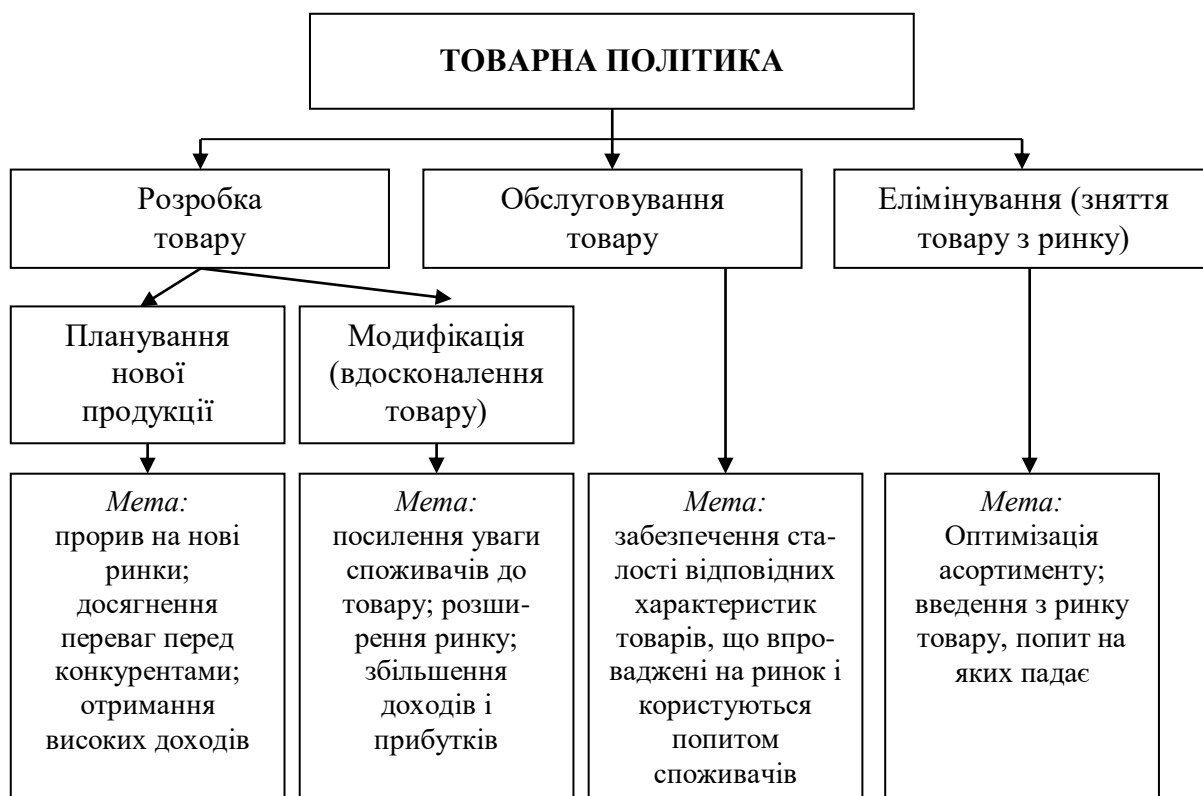 ТОВАРНА ПОЛІТИКА
Розробка
товару
Обслуговування
товару
Елімінування (зняття
товару з ринку)
Планування
нової
продукції
Модифікація
(вдосконалення
товару)
Мета:
прорив на нові
ринки;
досягнення
переваг перед
конкурентами;
отримання
високих доходів
Мета:
посилення уваги
споживачів до
товару; розши-
рення ринку;
збільшення
доходів і
прибутків
Мета:
забезпечення ста-
лості відповідних
характеристик
товарів, що впро-
ваджені на ринок і
користуються
попитом
споживачів
Мета:
Оптимізація
асортименту;
введення з ринку
товару, попит на
яких падає